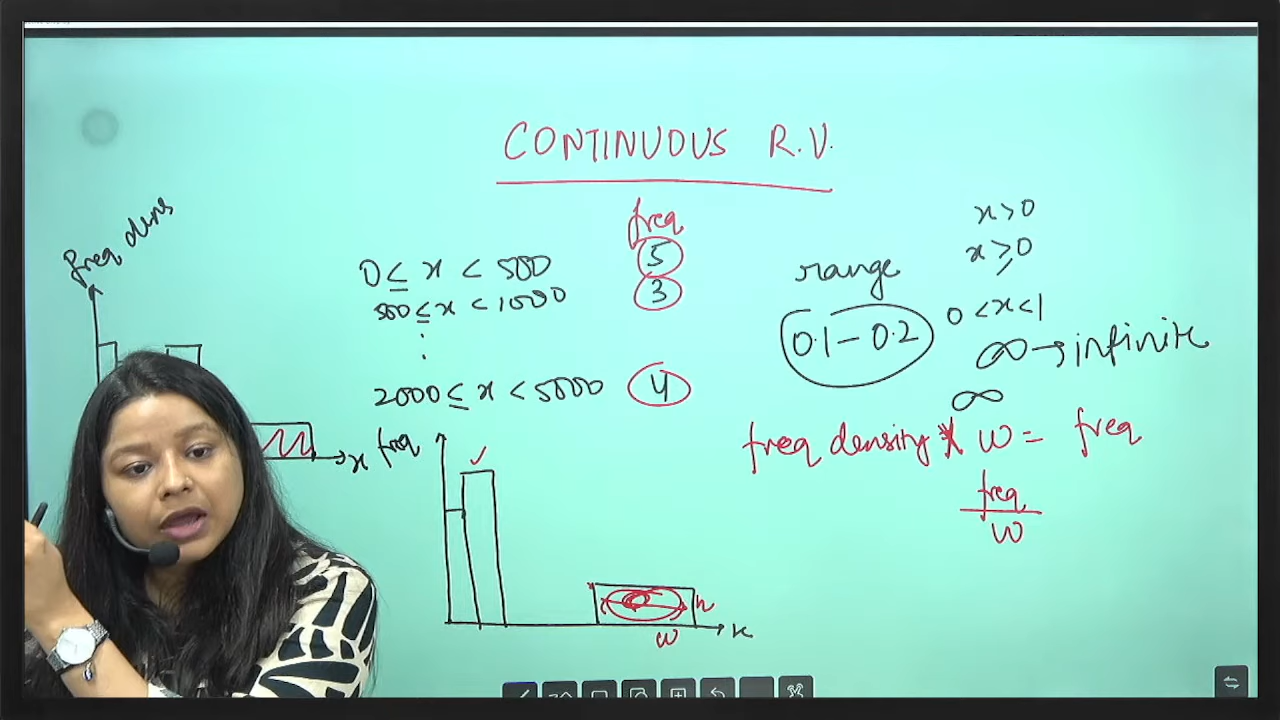 CONTINUOUS R.V.
freq
0 ≤ x < 500 5
500 ≤ x < 1000 3
⋮
2000 ≤ x < 5000 4
range
0.1 – 0.2
x > 0
x ≥ 0
0 < x < 1
∞ → infinite
∞
freq density × w = freq
freq
w
freq dens
x
freq
✓
h
w
x